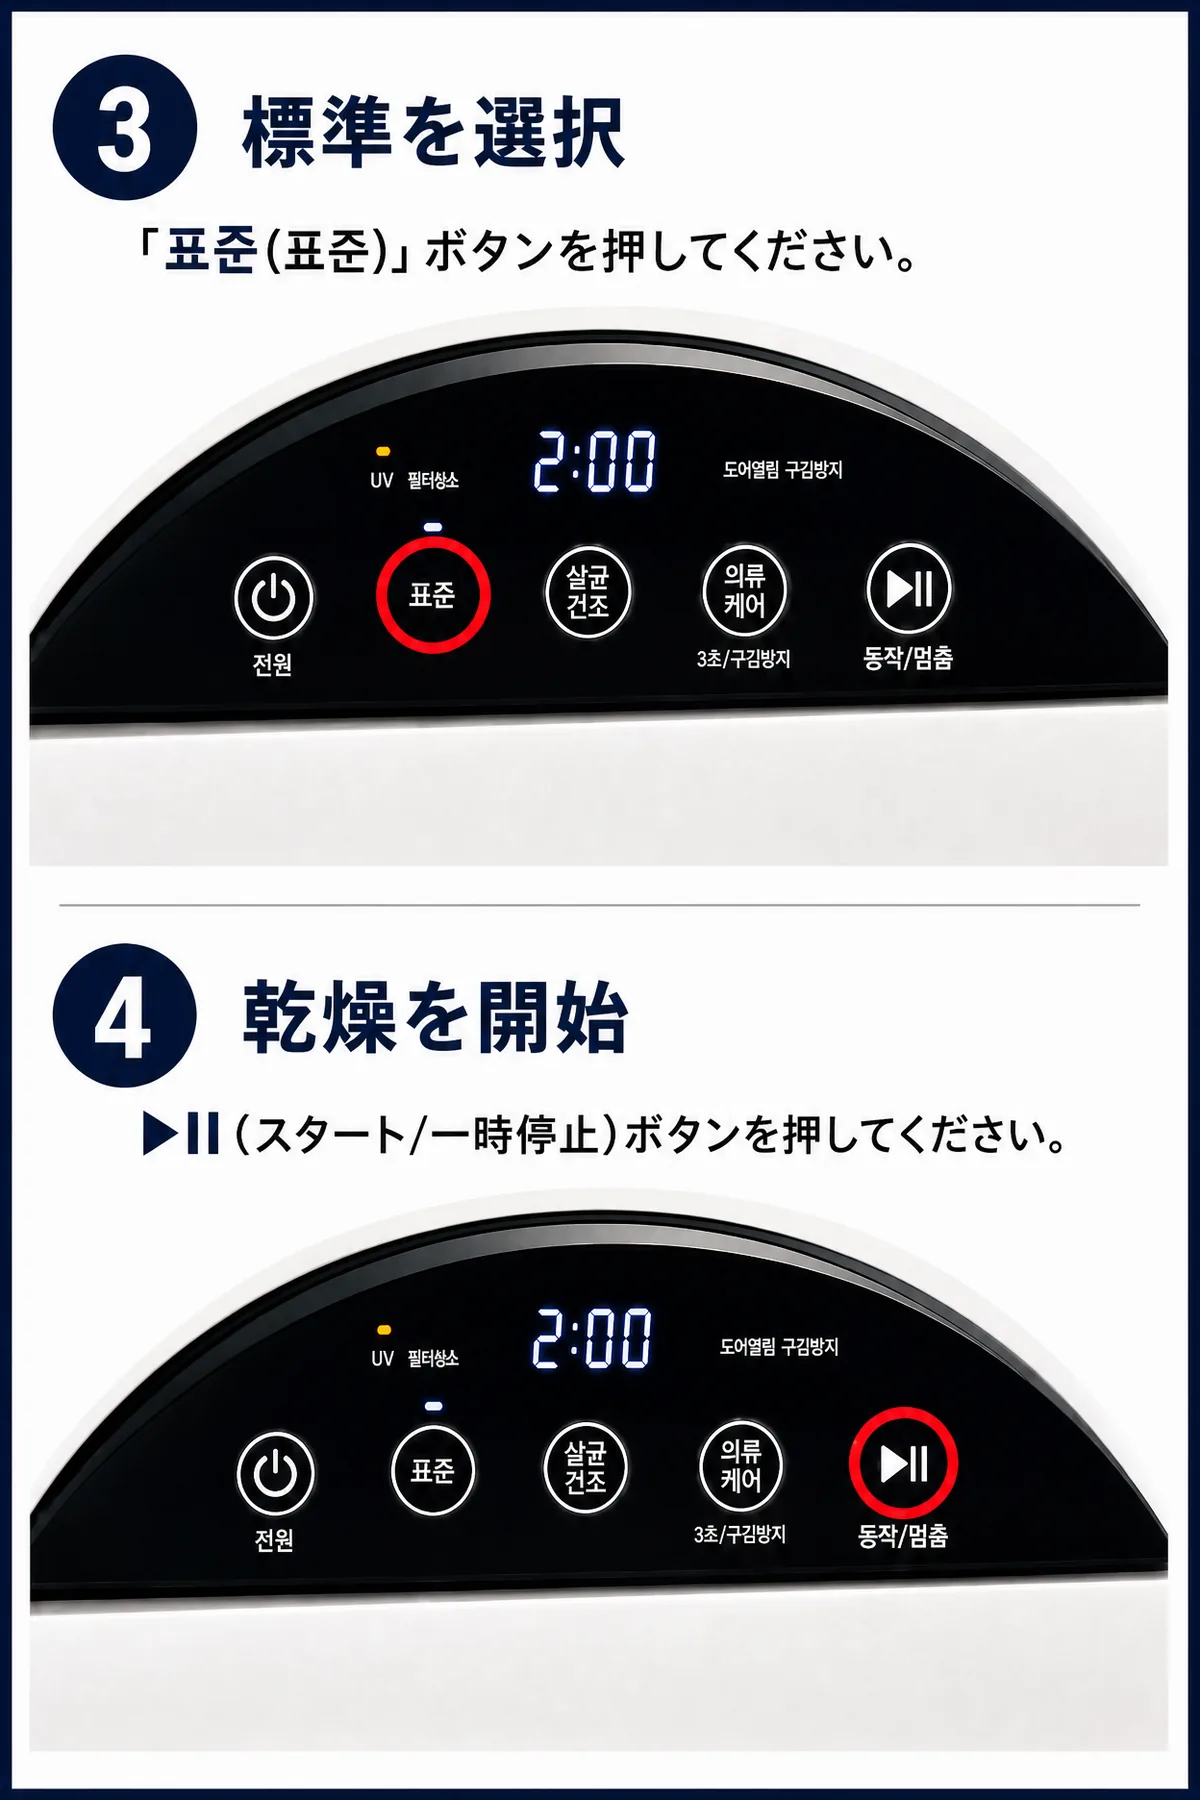 3 標準を選択
「표준(표준)」ボタンを押してください。
2:00
UV 필터청소
도어열림 구김방지
표준
살균
건조
의류
케어
▶II
전원
3초/구김방지
동작/멈춤
4 乾燥を開始
▶II(スタート/一時停止)ボタンを押してください。
2:00
UV 필터청소
도어열림 구김방지
표준
살균
건조
의류
케어
▶II
전원
3초/구김방지
동작/멈춤